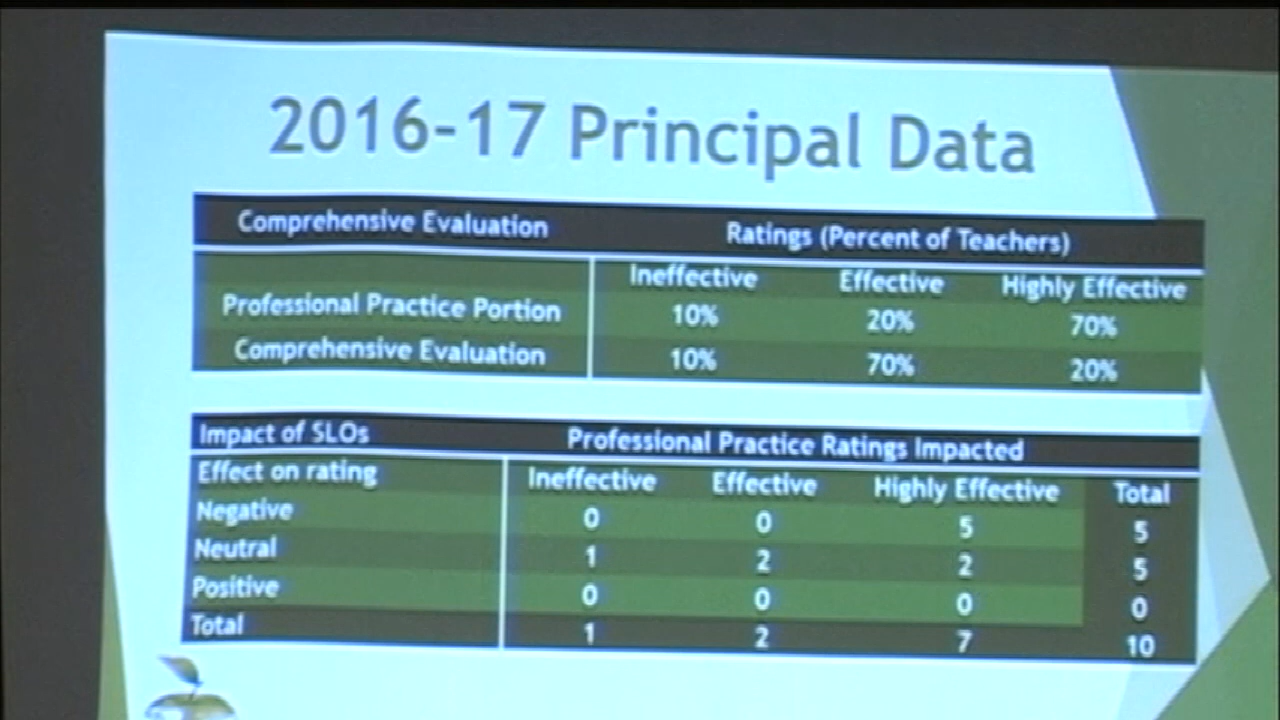 2016-17 Principal Data
Comprehensive Evaluation Ratings (Percent of Teachers)
Ineffective Effective Highly Effective
Professional Practice Portion 10% 20% 70%
Comprehensive Evaluation 10% 70% 20%
Impact of SLOs Professional Practice Ratings Impacted
Effect on rating Ineffective Effective Highly Effective Total
Negative 0 0 5 5
Neutral 1 2 2 5
Positive 0 0 0 0
Total 1 2 7 10